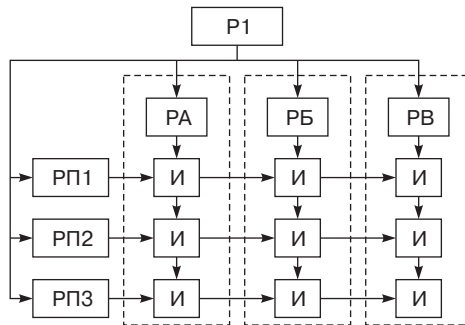 Р1
РА РБ РВ
РП1 И И И
РП2 И И И
РП3 И И И